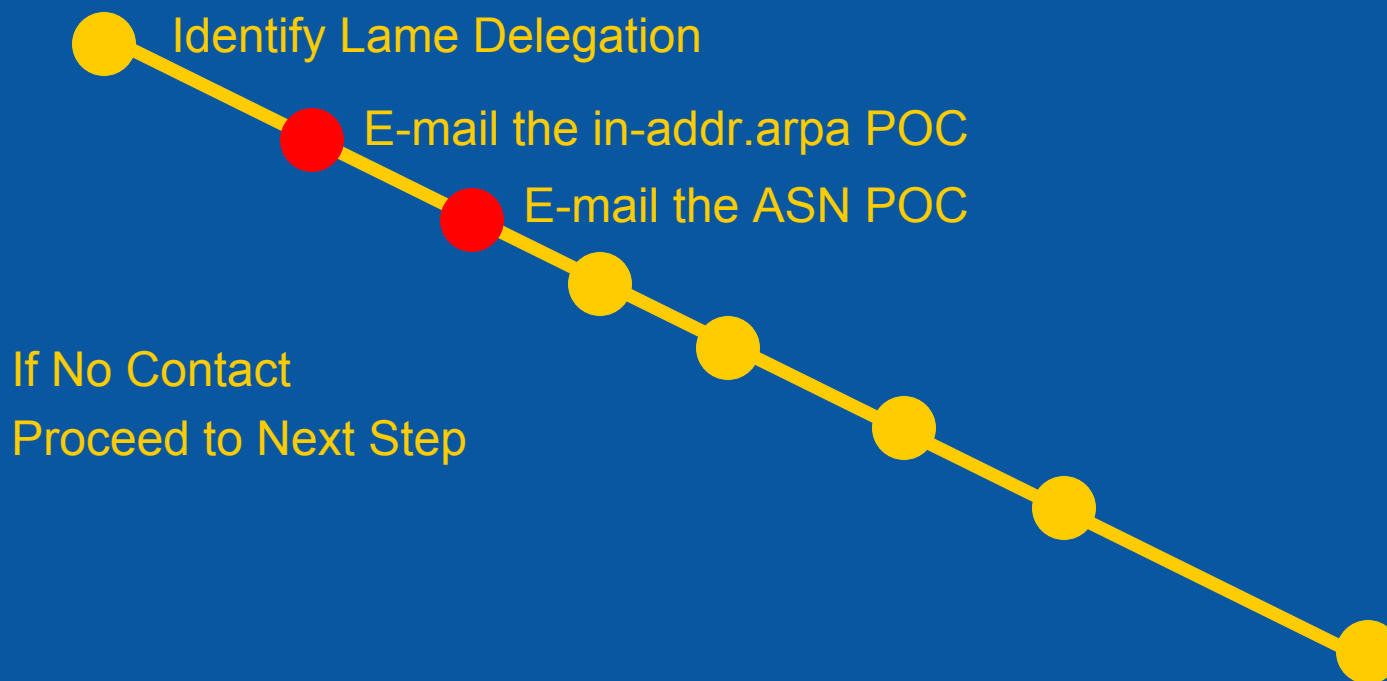 Identify Lame Delegation
E-mail the in-addr.arpa POC
E-mail the ASN POC
If No Contact
Proceed to Next Step